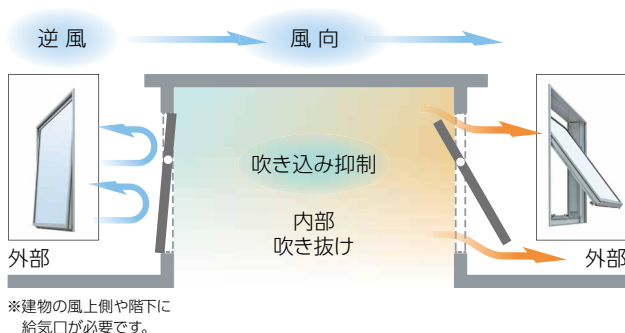 逆風
風向
吹き込み抑制
内部
吹き抜け
外部
外部
※建物の風上側や階下に
給気口が必要です。